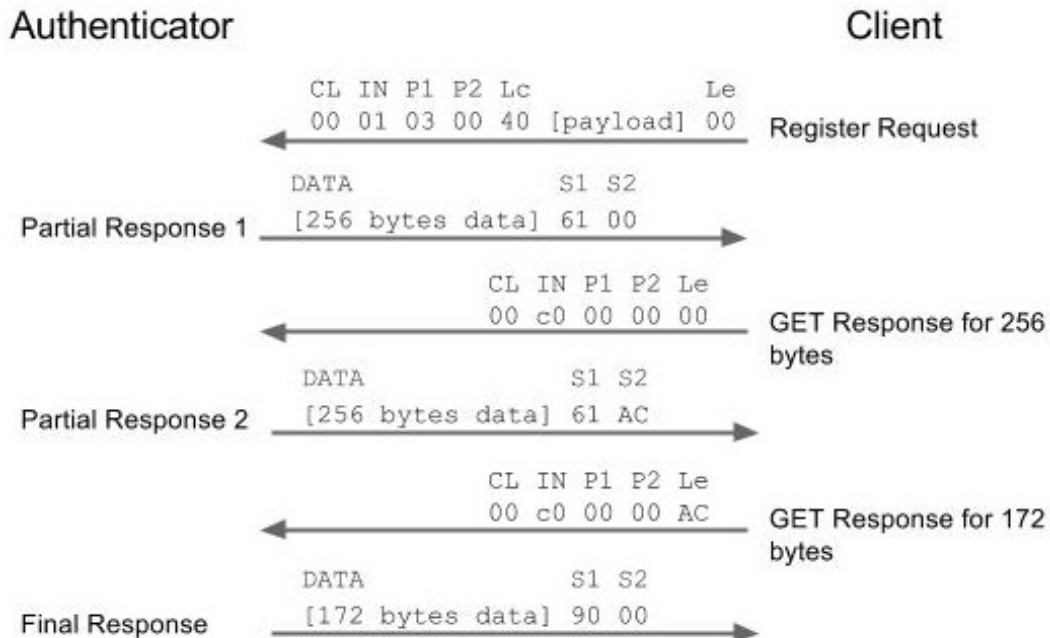 Authenticator
Client
CL IN P1 P2 Lc Le
00 01 03 00 40 [payload] 00
Register Request
DATA S1 S2
[256 bytes data] 61 00
Partial Response 1
CL IN P1 P2 Le
00 c0 00 00 00
GET Response for 256
bytes
DATA S1 S2
[256 bytes data] 61 AC
Partial Response 2
CL IN P1 P2 Le
00 c0 00 00 AC
GET Response for 172
bytes
DATA S1 S2
[172 bytes data] 90 00
Final Response